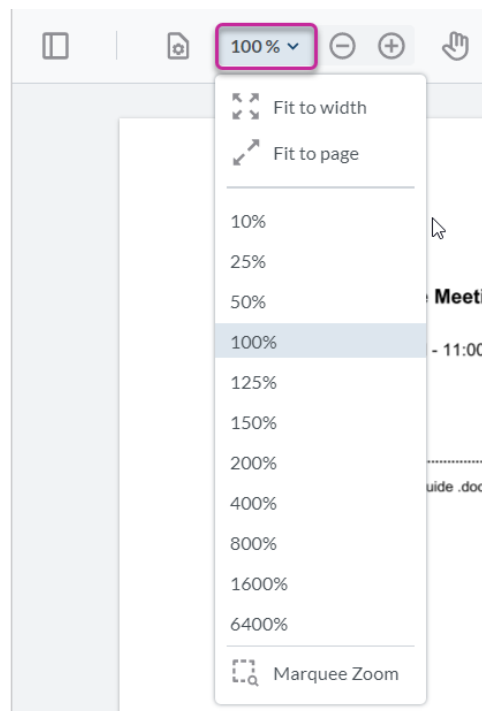 100 %
Fit to width
Fit to page
10%
25%
50%
Meeti
100%
- 11:00
125%
150%
200%
400%
uide .doc
800%
1600%
6400%
Marquee Zoom